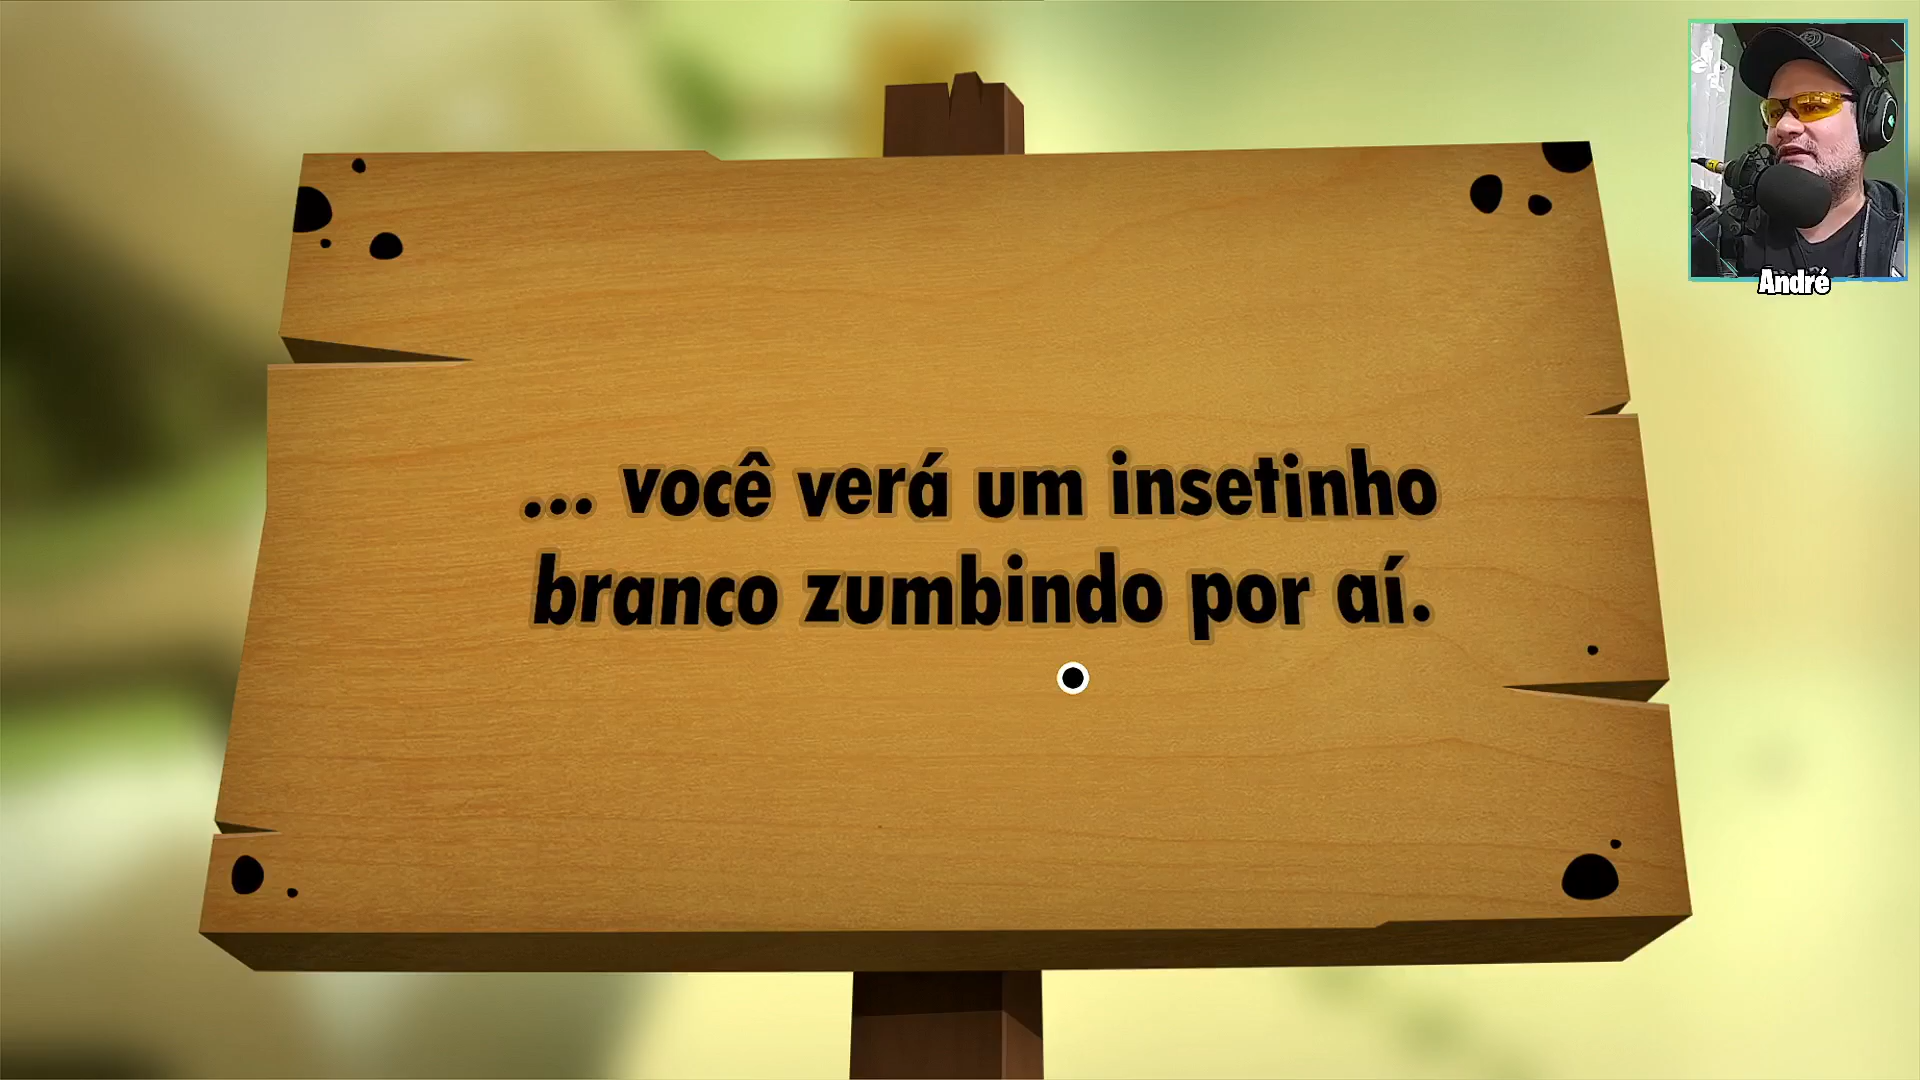 ... você verá um insetinho
branco zumbindo por aí.
André